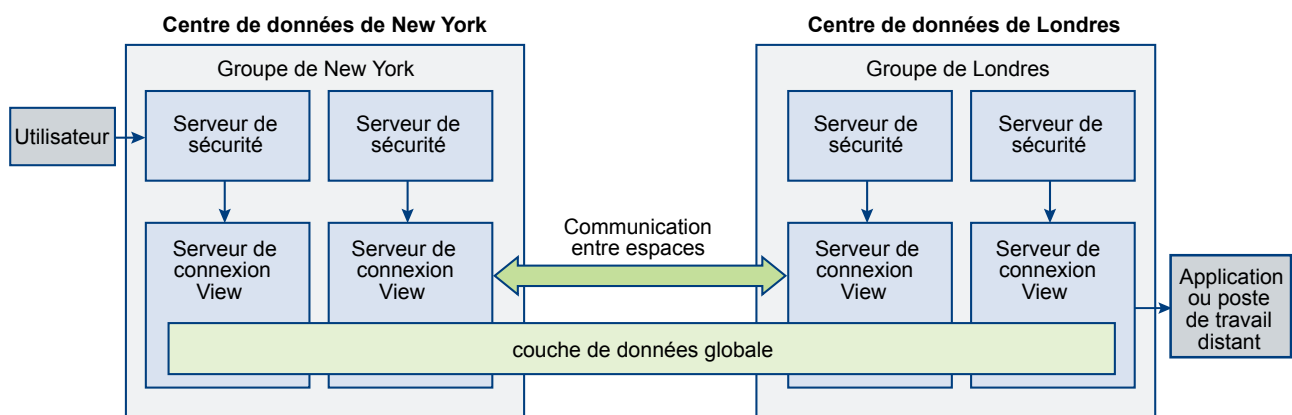 Centre de données de New York
Centre de données de Londres
Groupe de New York
Groupe de Londres
Utilisateur
Serveur de
sécurité
Serveur de
sécurité
Serveur de
sécurité
Serveur de
sécurité
Communication
entre espaces
Serveur de
connexion
View
Serveur de
connexion
View
Serveur de
connexion
View
Serveur de
connexion
View
Application
ou poste
de travail
distant
couche de données globale